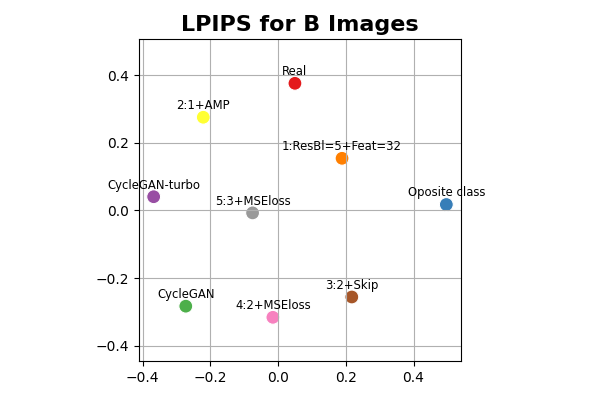 LPIPS for B Images
0.4
0.2
0.0
−0.2
−0.4
Real
2:1+AMP
1:ResBl=5+Feat=32
CycleGAN-turbo
Oposite class
5:3+MSEloss
3:2+Skip
CycleGAN
4:2+MSEloss
−0.4 −0.2 0.0 0.2 0.4